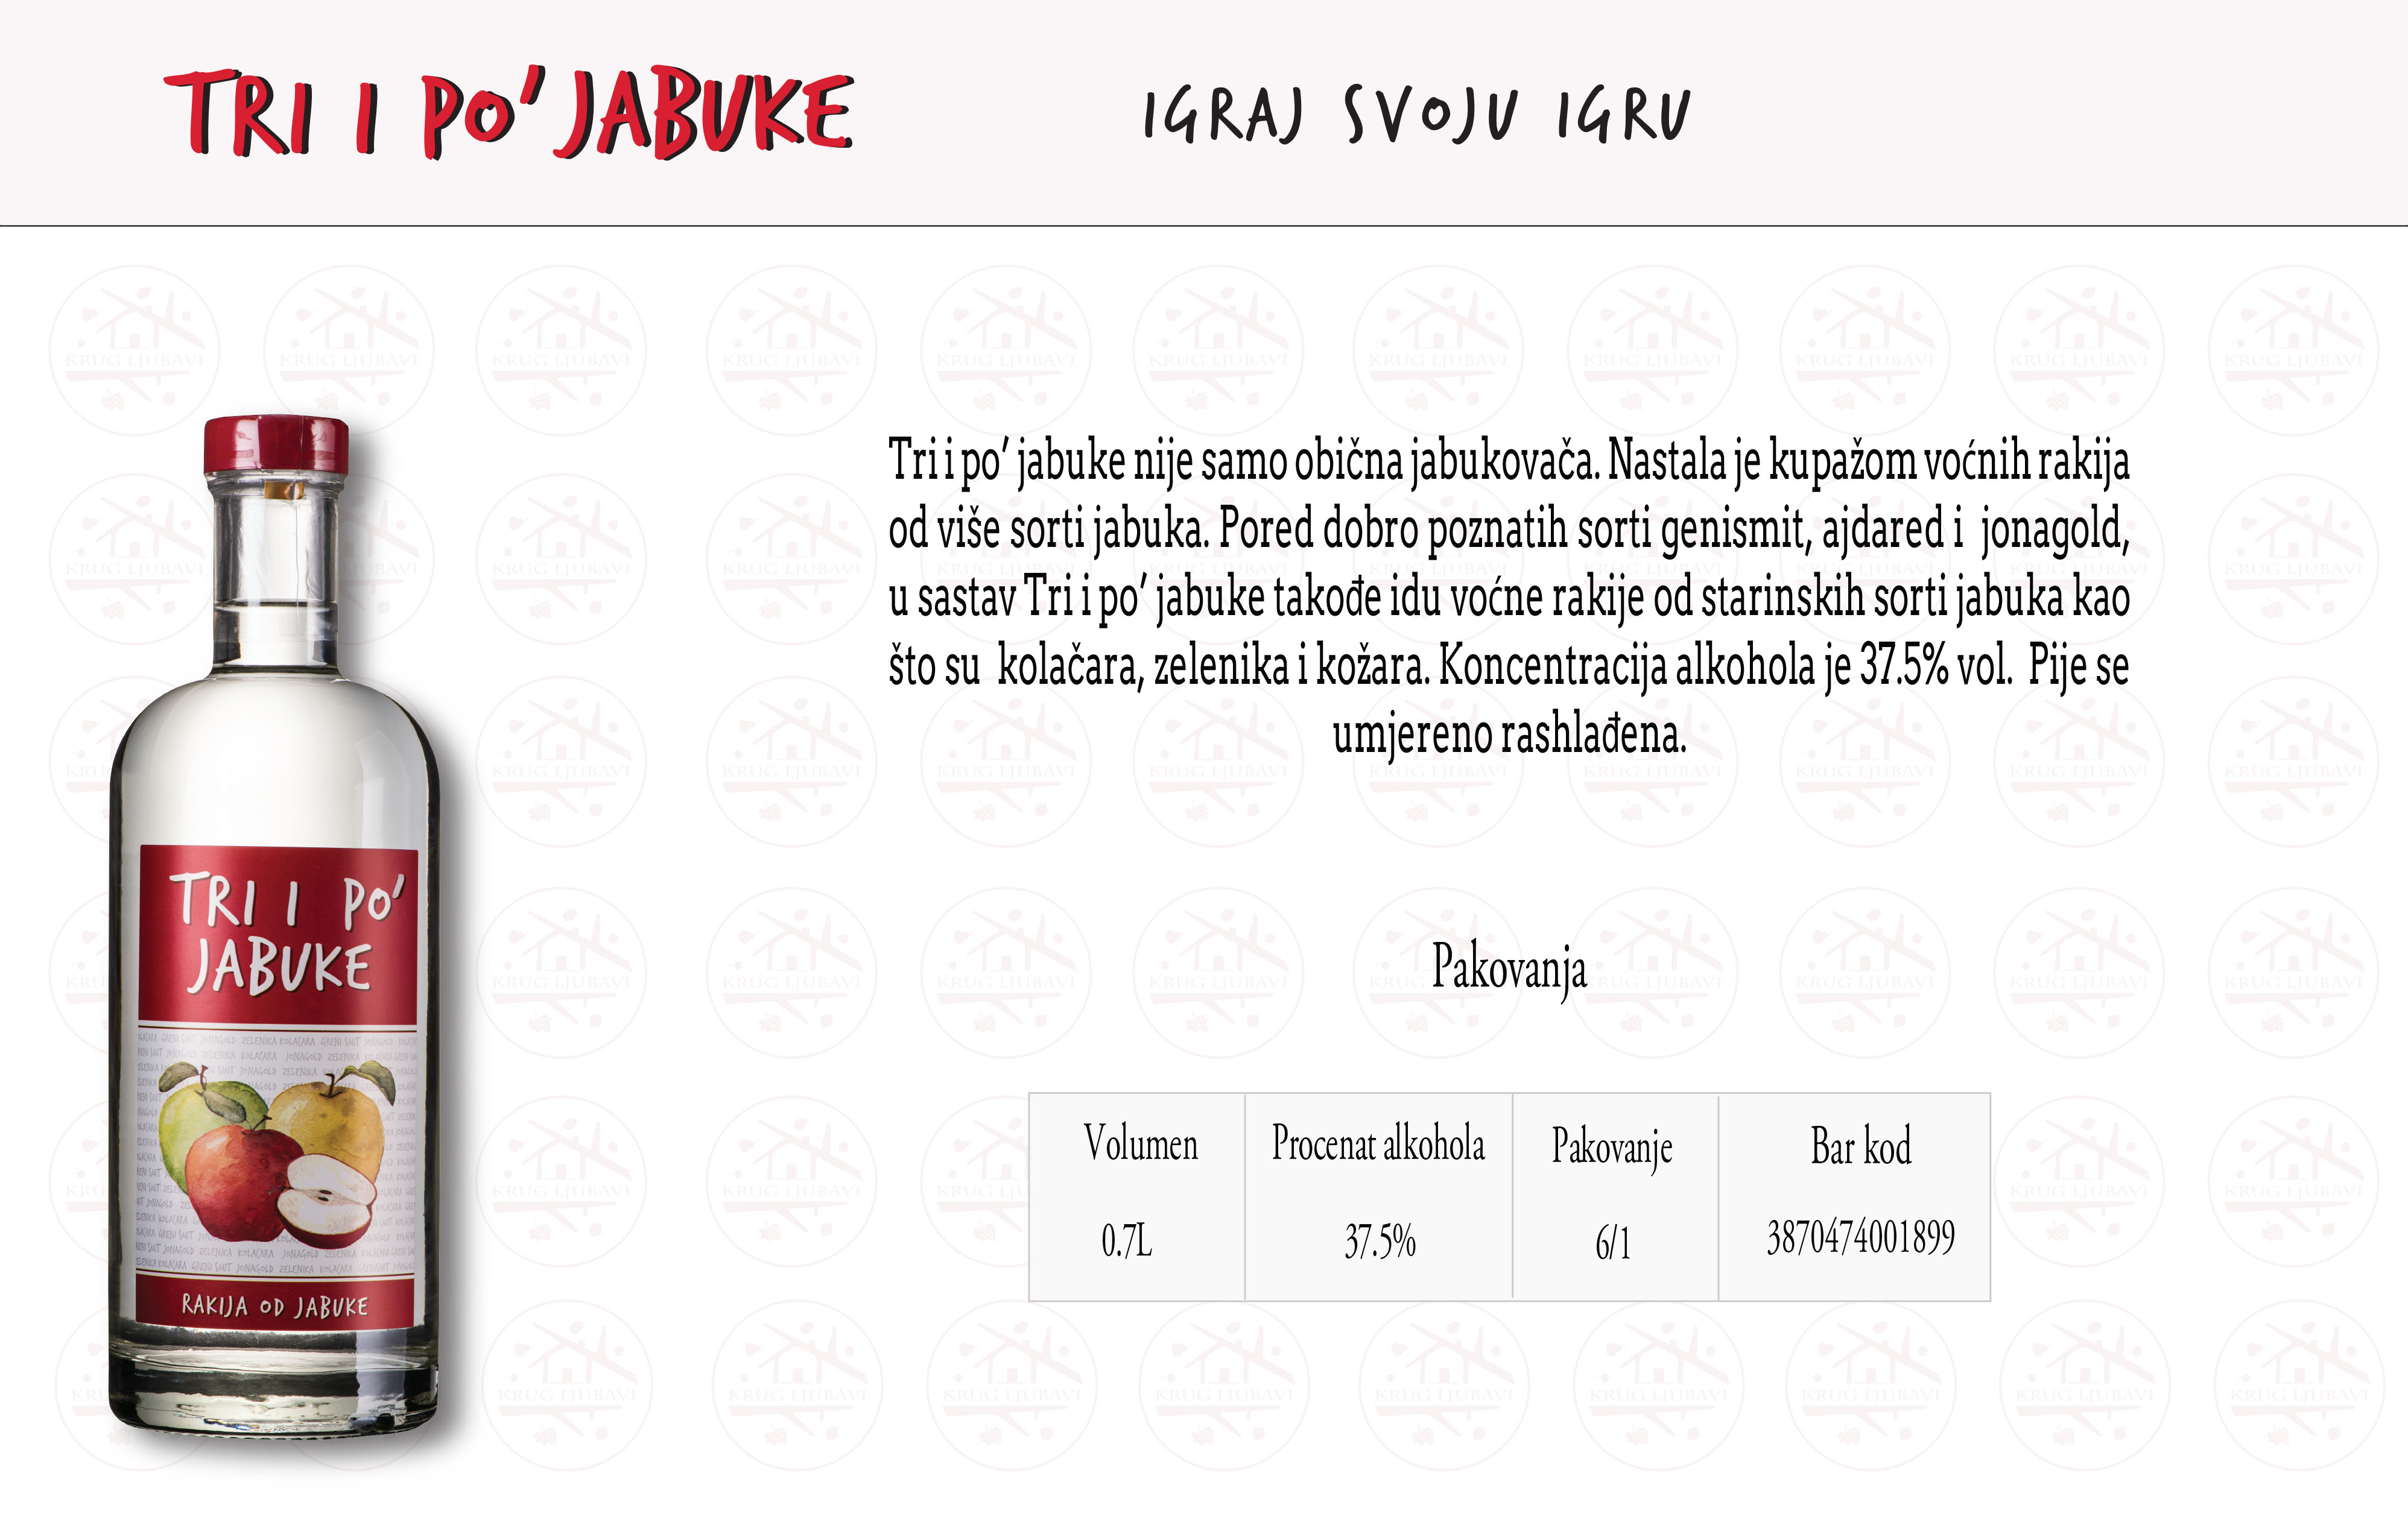 TRI I PO' JABUKE
IGRAJ SVOJU IGRU
Tri i po' jabuke nije samo obična jabukovača. Nastala je kupažom voćnih rakija
od više sorti jabuka. Pored dobro poznatih sorti genismit, ajdared i jonagold,
u sastav Tri i po' jabuke takođe idu voćne rakije od starinskih sorti jabuka kao
što su kolačara, zelenika i kožara. Koncentracija alkohola je 37.5% vol. Pije se
umjereno rashlađena.
TRI I PO'
JABUKE
RAKIJA OD JABUKE
Pakovanja
Volumen Procenat alkohola Pakovanje Bar kod
0.7L 37.5% 6/1 3870474001899
KRUG LJUBAVI